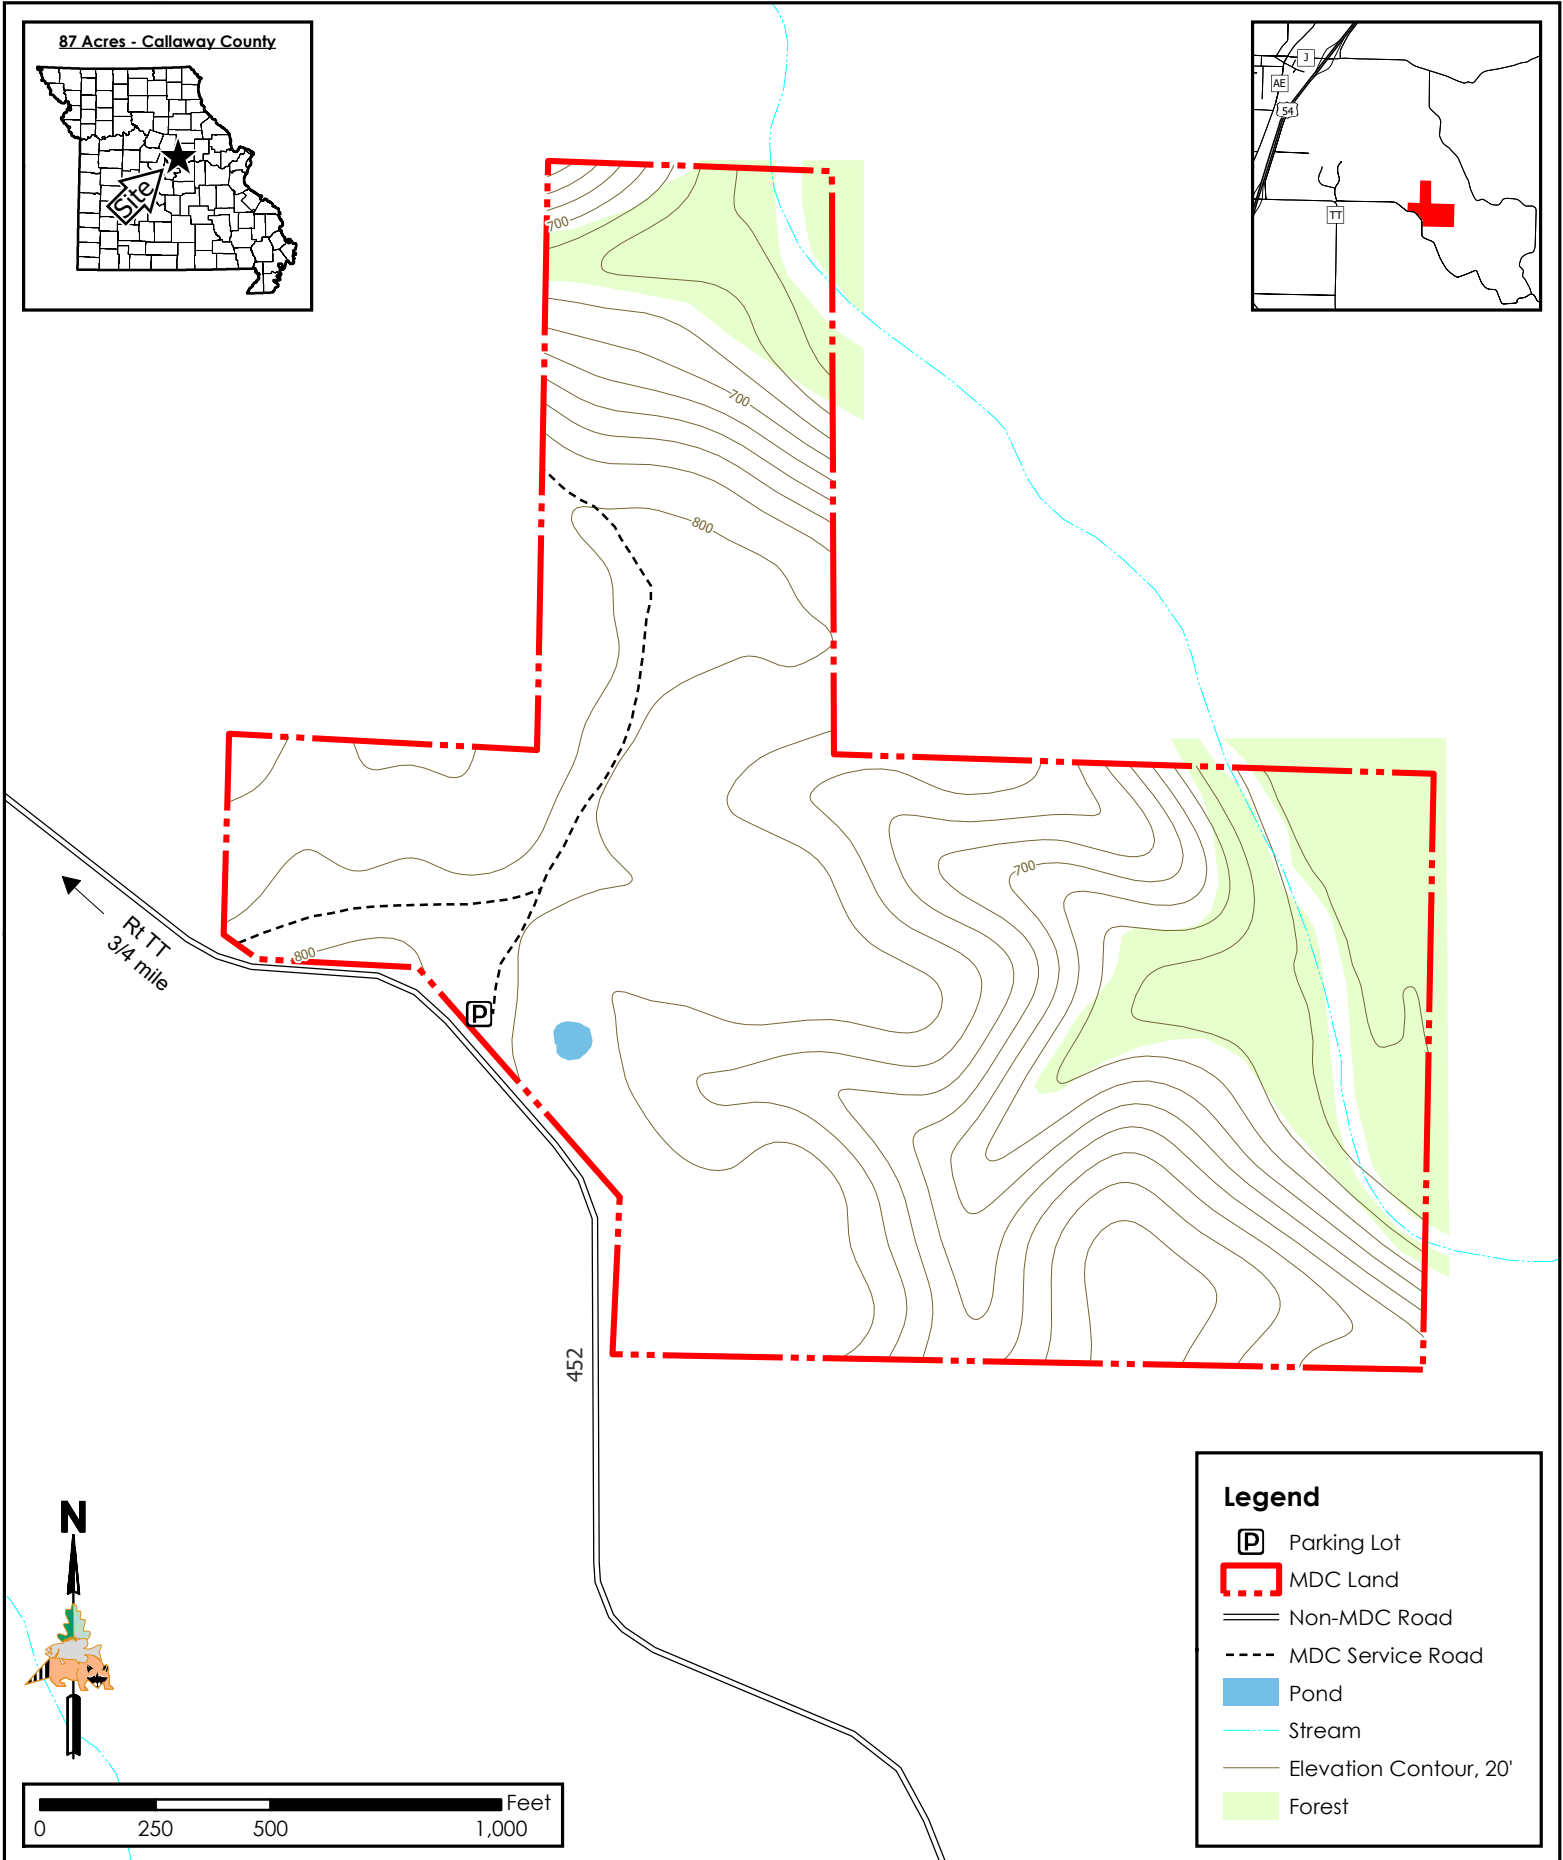 87 Acres - Callaway County
Site
J
AE
54
TT
700
700
800
700
800
Rt TT
3/4 mile
452
N
Legend
P Parking Lot
MDC Land
Non-MDC Road
MDC Service Road
Pond
Stream
Elevation Contour, 20'
Forest
P
Feet
0 250 500 1,000